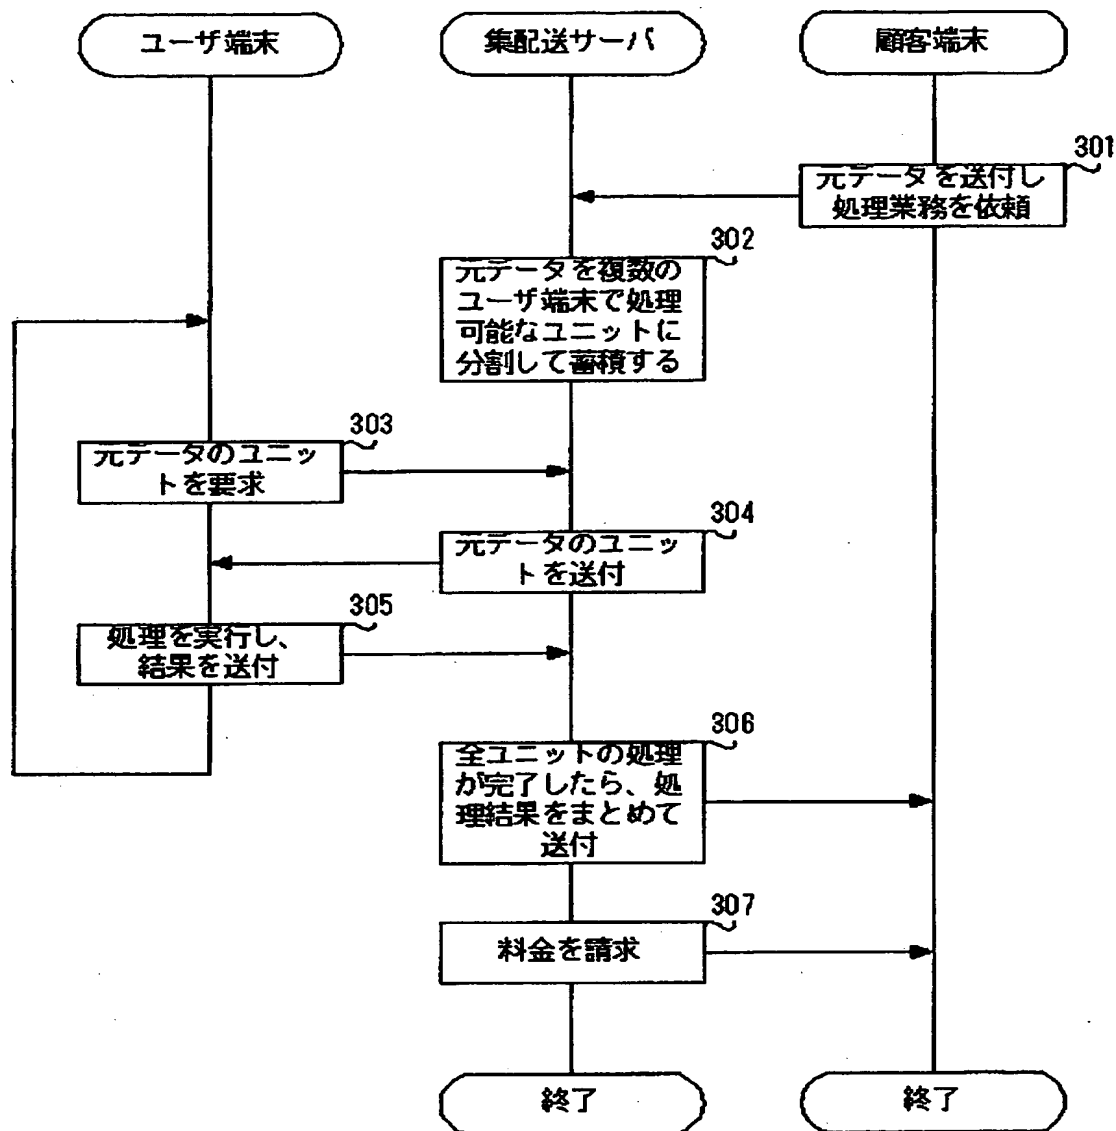 ユーザ端末
集配送サーバ
顧客端末
301
元データを送付し
処理業務を依頼
302
元データを複数の
ユーザ端末で処理
可能なユニットに
分割して蓄積する
303
元データのユニッ
トを要求
304
元データのユニッ
トを送付
305
処理を実行し、
結果を送付
306
全ユニットの処理
が完了したら、処
理結果をまとめて
送付
307
料金を請求
終了
終了